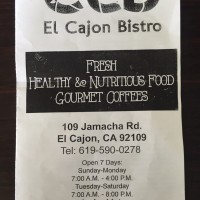 El Cajon Bistro
Fresh
Healthy & Nutritious Food
Gourmet Coffees
109 Jamacha Rd.
El Cajon, CA 92109
Tel: 619-590-0278
Open 7 Days:
Sunday-Monday
7:00 A.M. - 4:00 P.M.
Tuesday-Saturday
7:00 A.M. - 8:00 P.M.